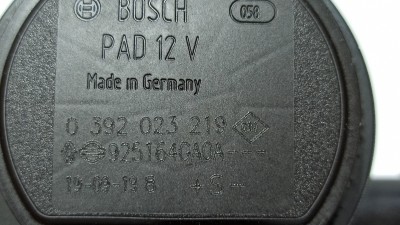 BOSCH 058
PAD 12 V
Made in Germany
0 392 023 219
925164GA0A